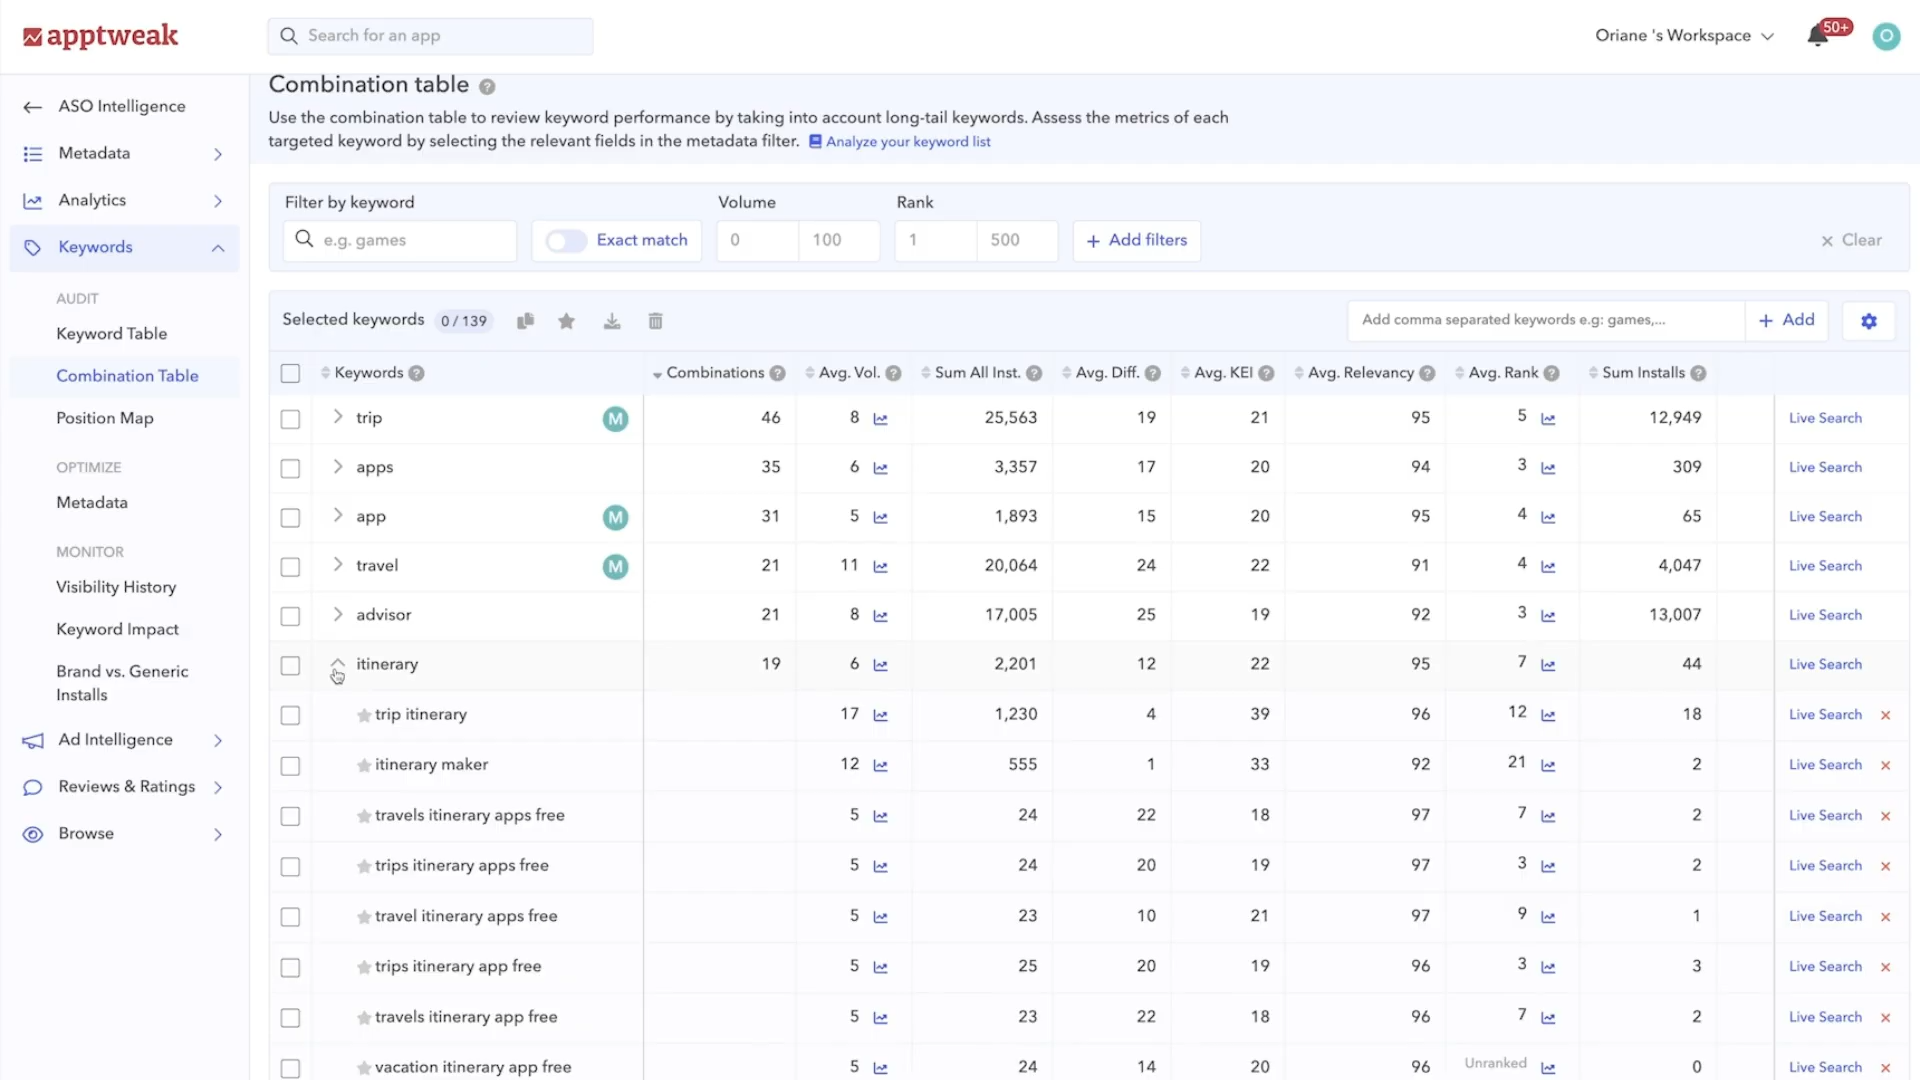 apptweak
Search for an app
Oriane 's Workspace
50+
O
ASO Intelligence
Metadata
Analytics
Keywords
AUDIT
Keyword Table
Combination Table
Position Map
OPTIMIZE
Metadata
MONITOR
Visibility History
Keyword Impact
Brand vs. Generic
Installs
Ad Intelligence
Reviews & Ratings
Browse
Combination table ?
Use the combination table to review keyword performance by taking into account long-tail keywords. Assess the metrics of each
targeted keyword by selecting the relevant fields in the metadata filter. Analyze your keyword list
Filter by keyword Volume Rank
e.g. games Exact match 0 100 1 500 + Add filters × Clear
Selected keywords 0 / 139 Add comma separated keywords e.g: games,... + Add
Keywords ? Combinations ? Avg. Vol. ? Sum All Inst. ? Avg. Diff. ? Avg. KEI ? Avg. Relevancy ? Avg. Rank ? Sum Installs ?
trip M 46 8 25,563 19 21 95 5 12,949 Live Search
apps 35 6 3,357 17 20 94 3 309 Live Search
app M 31 5 1,893 15 20 95 4 65 Live Search
travel M 21 11 20,064 24 22 91 4 4,047 Live Search
advisor 21 8 17,005 25 19 92 3 13,007 Live Search
itinerary 19 6 2,201 12 22 95 7 44 Live Search
trip itinerary 17 1,230 4 39 96 12 18 Live Search ×
itinerary maker 12 555 1 33 92 21 2 Live Search ×
travels itinerary apps free 5 24 22 18 97 7 2 Live Search ×
trips itinerary apps free 5 24 20 19 97 3 2 Live Search ×
travel itinerary apps free 5 23 10 21 97 9 1 Live Search ×
trips itinerary app free 5 25 20 19 96 3 3 Live Search ×
travels itinerary app free 5 23 22 18 96 7 2 Live Search ×
vacation itinerary app free 5 24 14 20 96 Unranked 0 Live Search ×